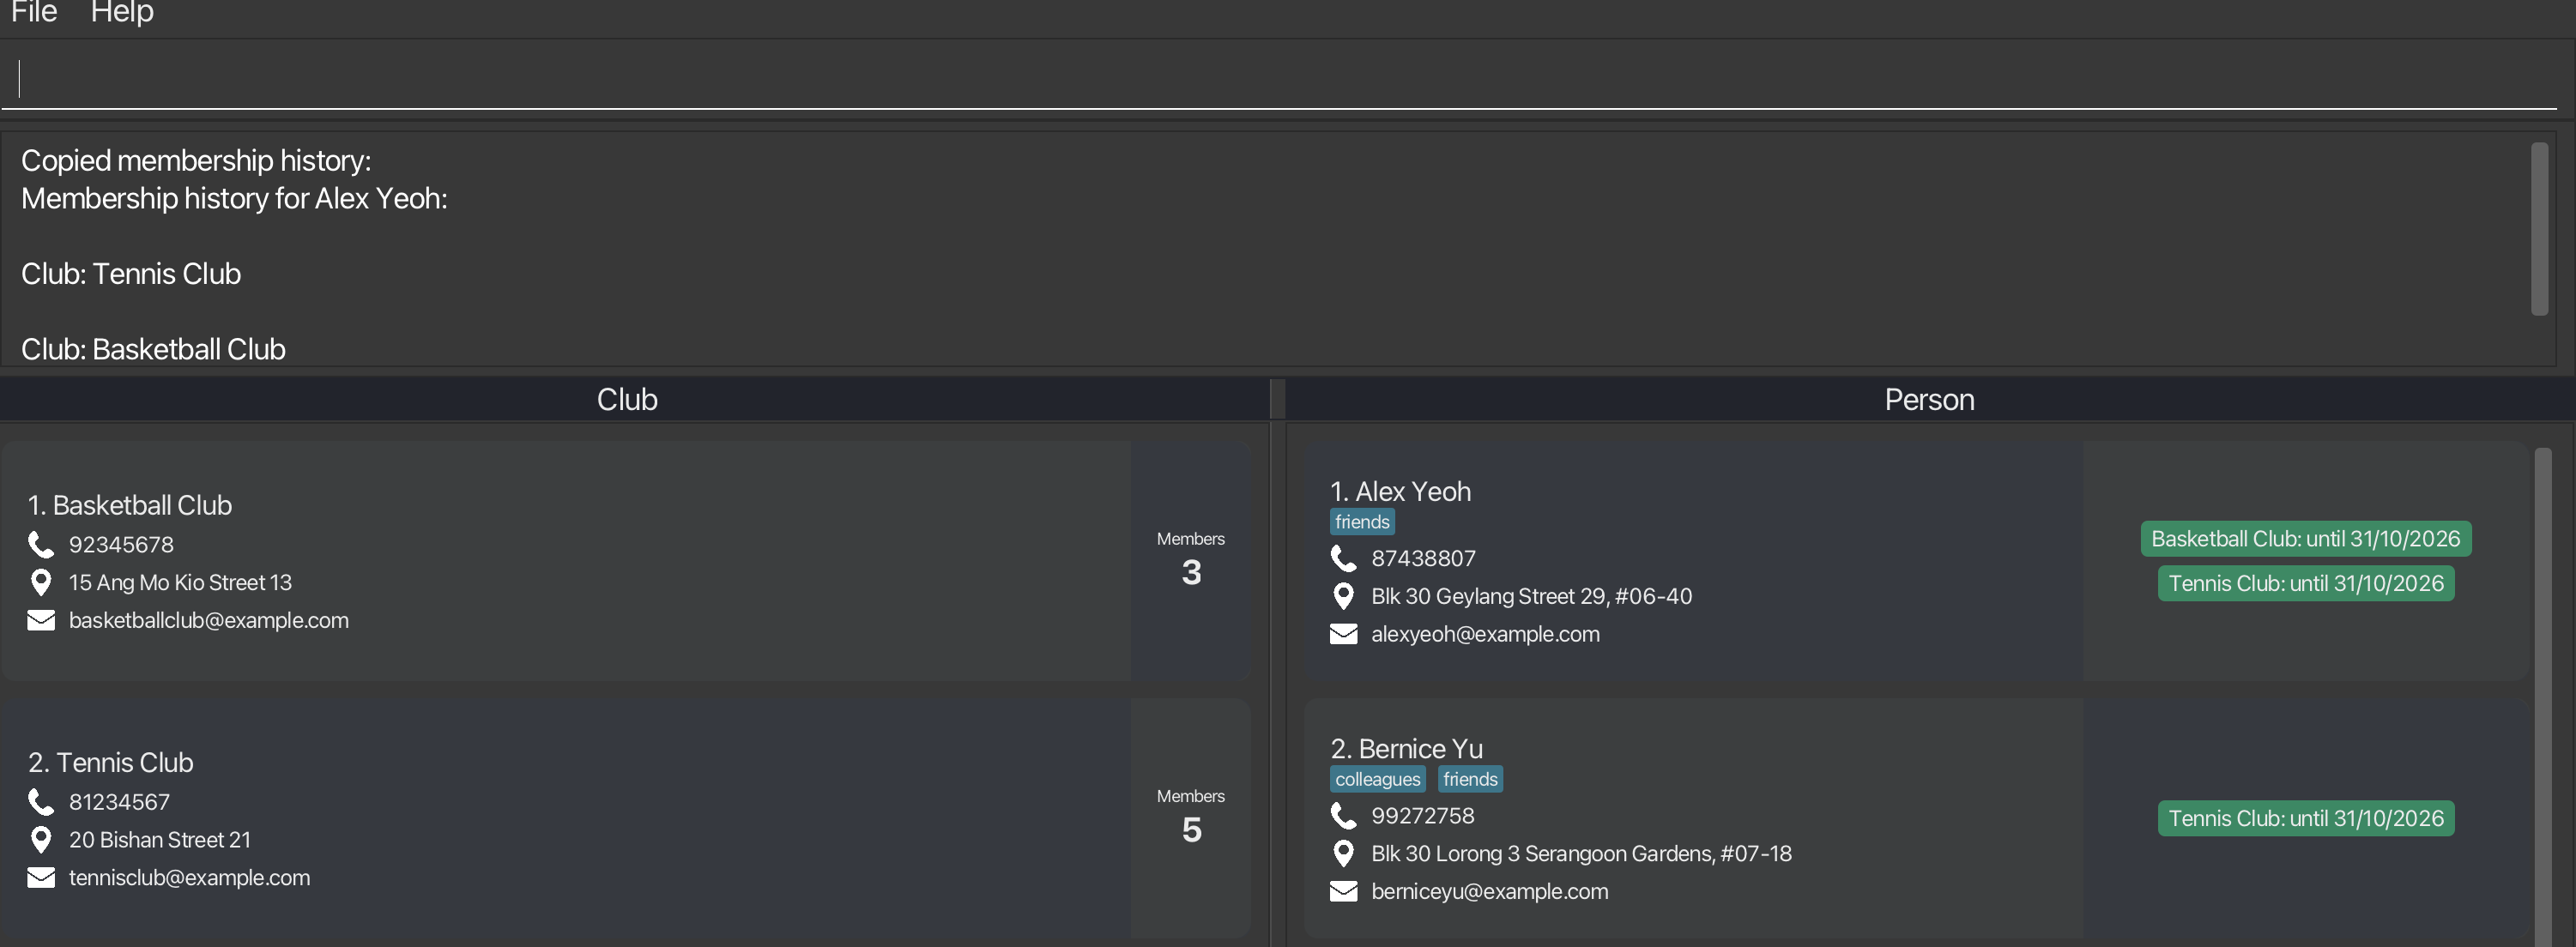 File Help
Copied membership history:
Membership history for Alex Yeoh:
Club: Tennis Club
Club: Basketball Club
Club
Person
1. Basketball Club
92345678
15 Ang Mo Kio Street 13
basketballclub@example.com
Members
3
2. Tennis Club
81234567
20 Bishan Street 21
tennisclub@example.com
Members
5
1. Alex Yeoh
friends
87438807
Blk 30 Geylang Street 29, #06-40
alexyeoh@example.com
Basketball Club: until 31/10/2026
Tennis Club: until 31/10/2026
2. Bernice Yu
colleagues friends
99272758
Blk 30 Lorong 3 Serangoon Gardens, #07-18
berniceyu@example.com
Tennis Club: until 31/10/2026